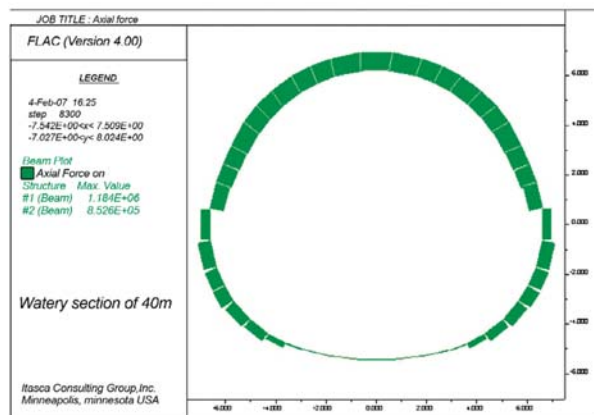 JOB TITLE : Axial force
FLAC (Version 4.00)
LEGEND
4-Feb-07 16.25
step 8300
-7.542E+00<x< 7.509E+00
-7.027E+00<y< 8.024E+00
Beam Plot
Axial Force on
Structure Max. Value
#1 (Beam) 1.184E+06
#2 (Beam) 8.526E+05
Watery section of 40m
Itasca Consulting Group,Inc.
Minneapolis, minnesota USA
6.000
4.000
2.000
0.000
-2.000
-4.000
-6.000
-6.000 -4.000 -2.000 0.000 2.000 4.000 6.000